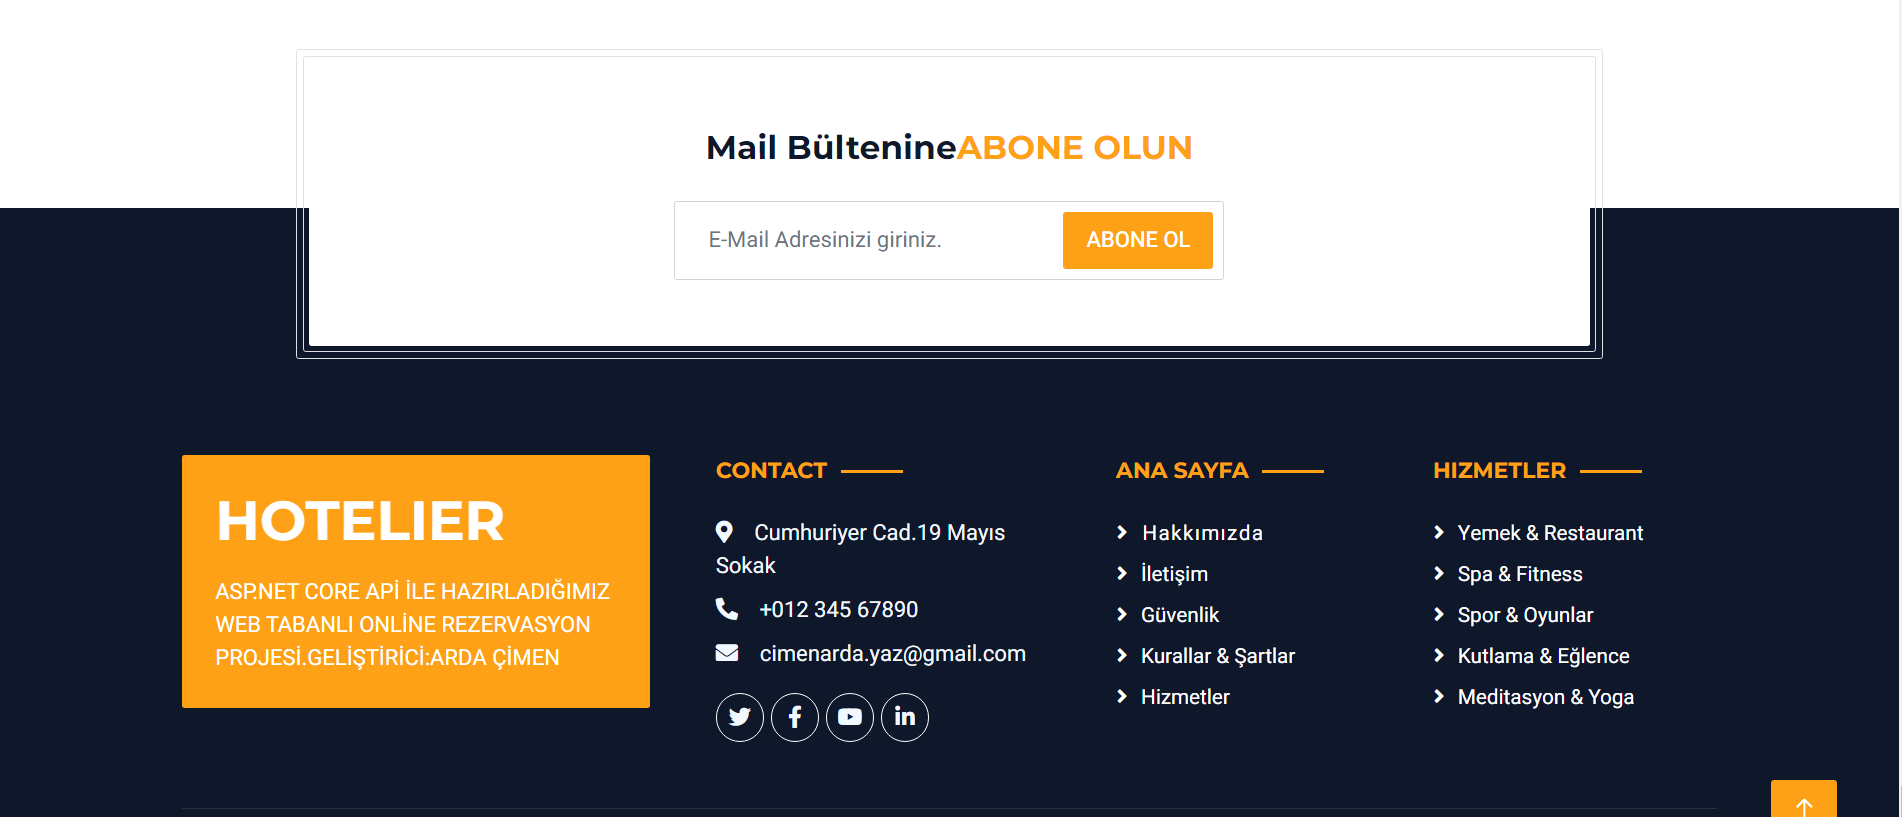 Mail BültenineABONE OLUN
E-Mail Adresinizi giriniz.
ABONE OL
HOTELIER
ASP.NET CORE APİ İLE HAZIRLADIĞIMIZ
WEB TABANLI ONLİNE REZERVASYON
PROJESİ.GELİŞTİRİCİ:ARDA ÇİMEN
CONTACT
Cumhuriyer Cad.19 Mayıs
Sokak
+012 345 67890
cimenarda.yaz@gmail.com
ANA SAYFA
Hakkımızda
İletişim
Güvenlik
Kurallar & Şartlar
Hizmetler
HIZMETLER
Yemek & Restaurant
Spa & Fitness
Spor & Oyunlar
Kutlama & Eğlence
Meditasyon & Yoga